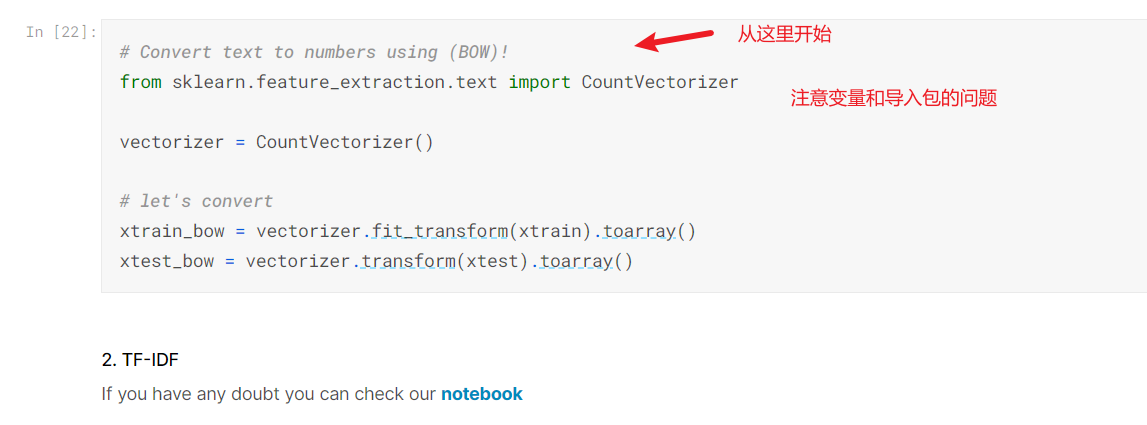 In [22]:
# Convert text to numbers using (BOW)!
从这里开始
from sklearn.feature_extraction.text import CountVectorizer
注意变量和导入包的问题
vectorizer = CountVectorizer()
# let's convert
xtrain_bow = vectorizer.fit_transform(xtrain).toarray()
xtest_bow = vectorizer.transform(xtest).toarray()
2. TF-IDF
If you have any doubt you can check our notebook